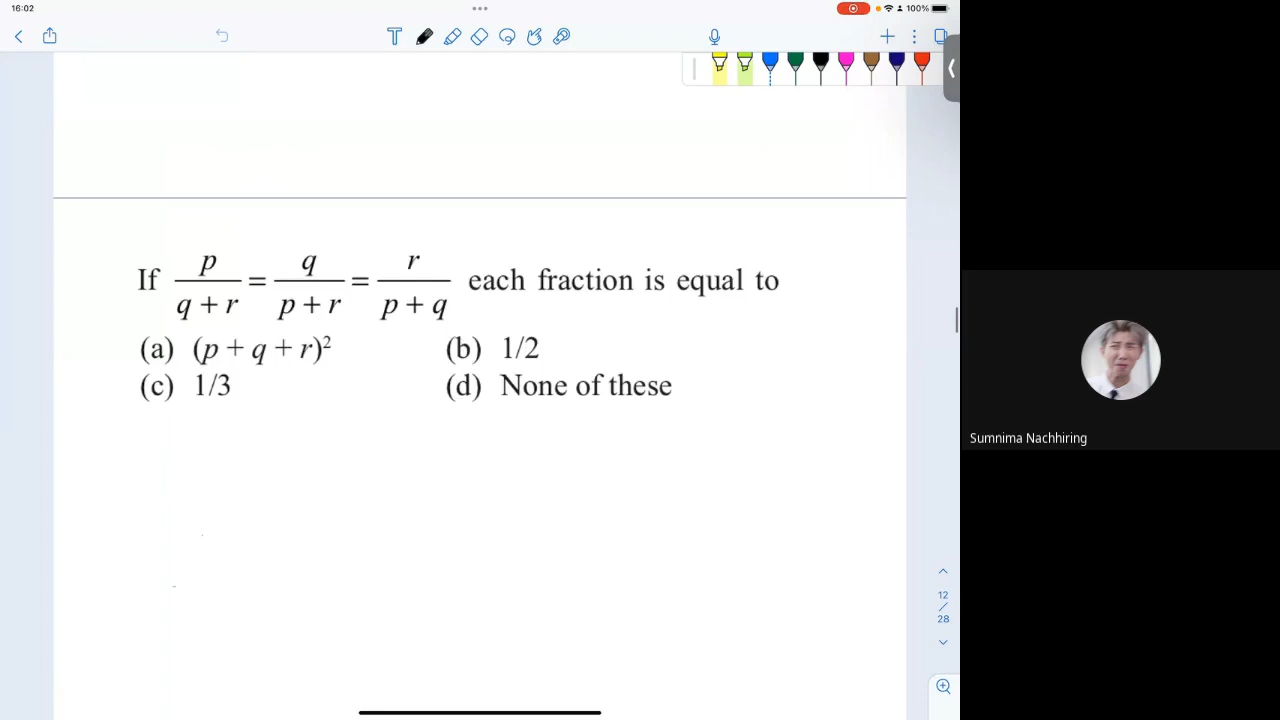 16:02
100%
T
If p/(q + r) = q/(p + r) = r/(p + q) each fraction is equal to
(a) (p + q + r)² (b) 1/2
(c) 1/3 (d) None of these
Sumnima Nachhiring
12
/
28